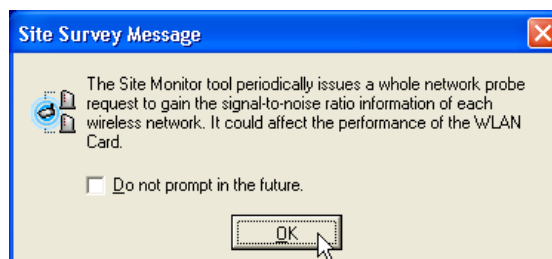 Site Survey Message
The Site Monitor tool periodically issues a whole network probe
request to gain the signal-to-noise ratio information of each
wireless network. It could affect the performance of the WLAN
Card.
Do not prompt in the future.
OK